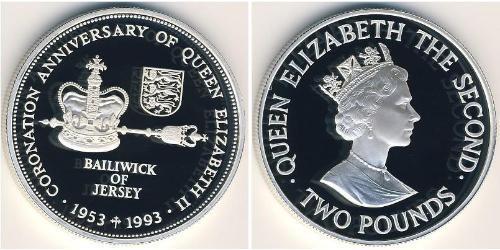 CORONATION ANNIVERSARY OF QUEEN ELIZABETH II
BAILIWICK
OF
JERSEY
· 1953 ✝ 1993 ·
· QUEEN ELIZABETH THE SECOND ·
TWO POUNDS